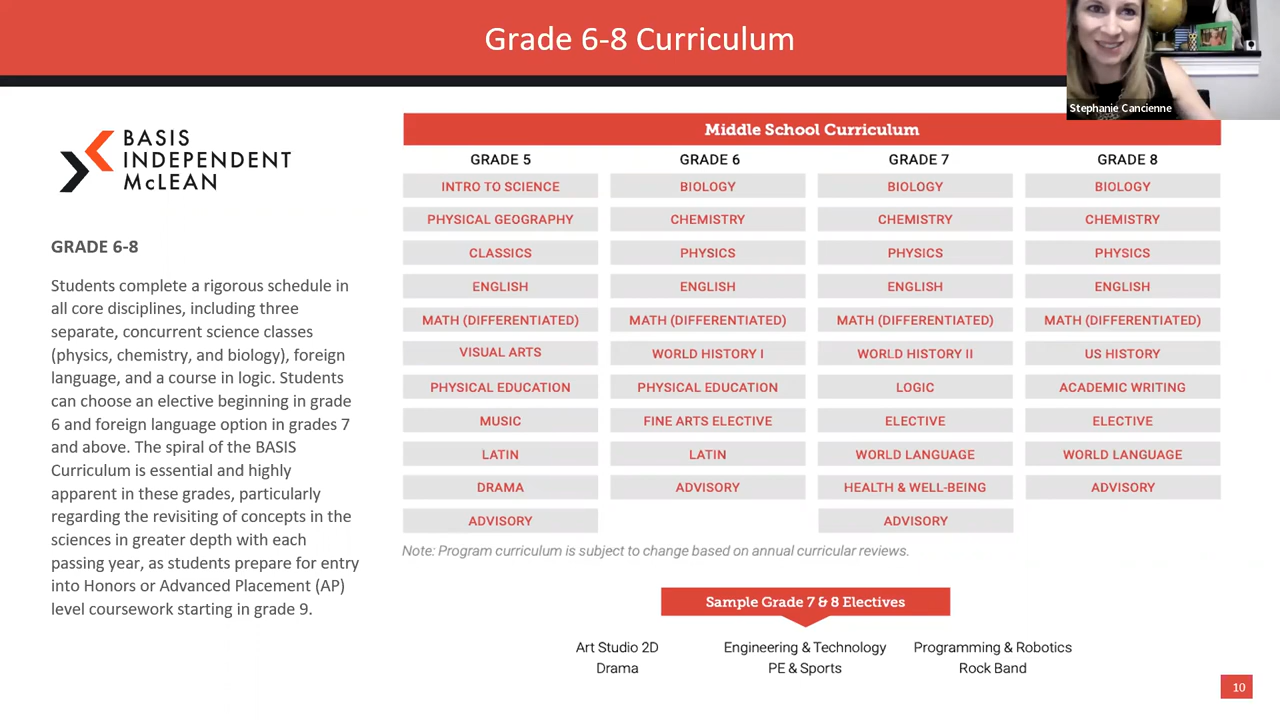 Grade 6-8 Curriculum
Stephanie Cancienne
BASIS
INDEPENDENT
McLEAN
GRADE 6-8
Students complete a rigorous schedule in
all core disciplines, including three
separate, concurrent science classes
(physics, chemistry, and biology), foreign
language, and a course in logic. Students
can choose an elective beginning in grade
6 and foreign language option in grades 7
and above. The spiral of the BASIS
Curriculum is essential and highly
apparent in these grades, particularly
regarding the revisiting of concepts in the
sciences in greater depth with each
passing year, as students prepare for entry
into Honors or Advanced Placement (AP)
level coursework starting in grade 9.
Middle School Curriculum
GRADE 5 GRADE 6 GRADE 7 GRADE 8
INTRO TO SCIENCE BIOLOGY BIOLOGY BIOLOGY
PHYSICAL GEOGRAPHY CHEMISTRY CHEMISTRY CHEMISTRY
CLASSICS PHYSICS PHYSICS PHYSICS
ENGLISH ENGLISH ENGLISH ENGLISH
MATH (DIFFERENTIATED) MATH (DIFFERENTIATED) MATH (DIFFERENTIATED) MATH (DIFFERENTIATED)
VISUAL ARTS WORLD HISTORY I WORLD HISTORY II US HISTORY
PHYSICAL EDUCATION PHYSICAL EDUCATION LOGIC ACADEMIC WRITING
MUSIC FINE ARTS ELECTIVE ELECTIVE ELECTIVE
LATIN LATIN WORLD LANGUAGE WORLD LANGUAGE
DRAMA ADVISORY HEALTH & WELL-BEING ADVISORY
ADVISORY ADVISORY
Note: Program curriculum is subject to change based on annual curricular reviews.
Sample Grade 7 & 8 Electives
Art Studio 2D Engineering & Technology Programming & Robotics
Drama PE & Sports Rock Band
10